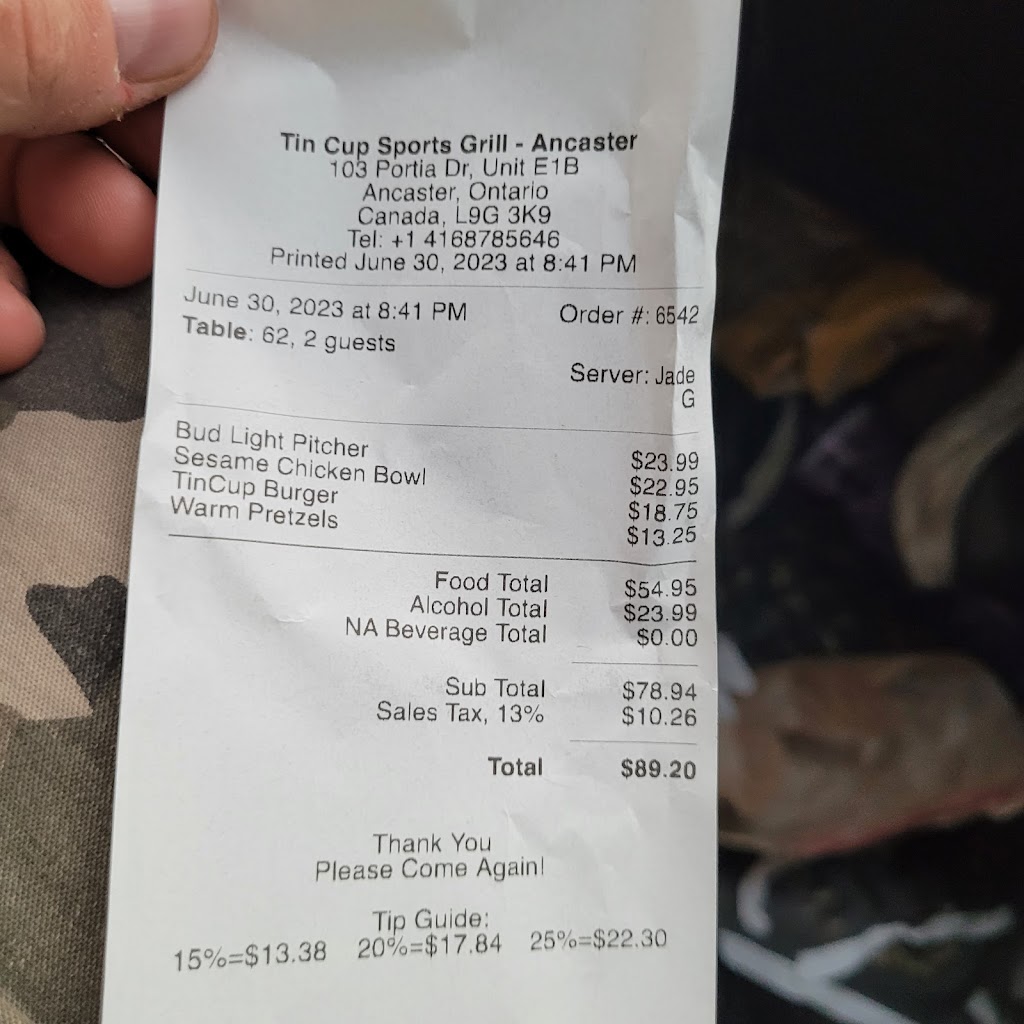 Tin Cup Sports Grill - Ancaster
103 Portia Dr, Unit E1B
Ancaster, Ontario
Canada, L9G 3K9
Tel: +1 4168785646
Printed June 30, 2023 at 8:41 PM
June 30, 2023 at 8:41 PM Order #: 6542
Table: 62, 2 guests
Server: Jade
G
Bud Light Pitcher $23.99
Sesame Chicken Bowl $22.95
TinCup Burger $18.75
Warm Pretzels $13.25
Food Total $54.95
Alcohol Total $23.99
NA Beverage Total $0.00
Sub Total $78.94
Sales Tax, 13% $10.26
Total $89.20
Thank You
Please Come Again!
Tip Guide:
15%=$13.38 20%=$17.84 25%=$22.30